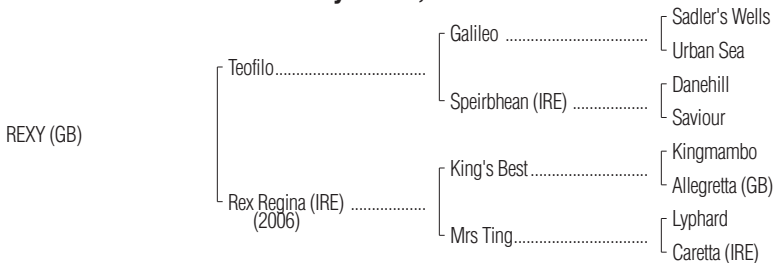 Sadler's Wells
Galileo ................................................
Urban Sea
Teofilo....................................
Danehill
Speirbhean (IRE) ..................
Saviour
REXY (GB)
Kingmambo
King's Best............................
Allegretta (GB)
Rex Regina (IRE) ..................
(2006)
Lyphard
Mrs Ting................................
Caretta (IRE)